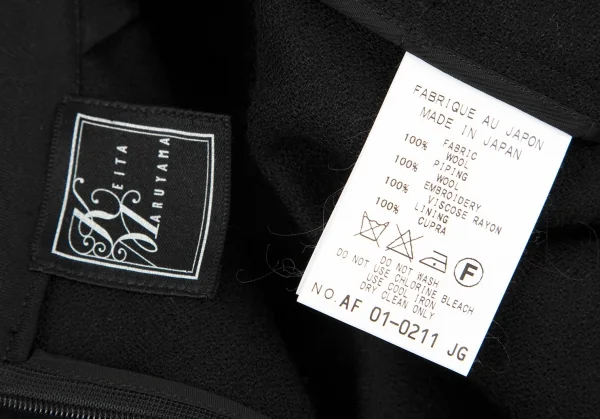 KEITA
MARUYAMA
FABRIQUE AU JAPON
MADE IN JAPAN
FABRIC
100% WOOL
PIPING
100% WOOL
EMBROIDERY
100% VISCOSE RAYON
LINING
100% CUPRA
F
DO NOT WASH
DO NOT USE CHLORINE BLEACH
USE COOL IRON
DRY CLEAN ONLY
NO. AF 01-0211 JG